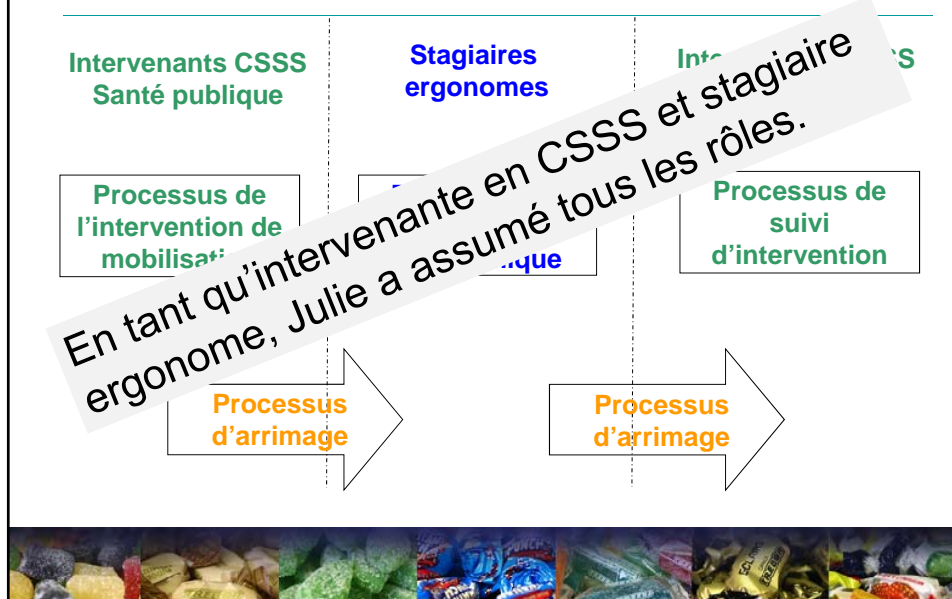 Intervenants CSSS
Santé publique
Stagiaires
ergonomes
En tant qu'intervenante en CSSS et stagiaire
ergonome, Julie a assumé tous les rôles.
Processus de
l'intervention de
Processus de
suivi
d'intervention
Processus
d'arrimage
Processus
d'arrimage